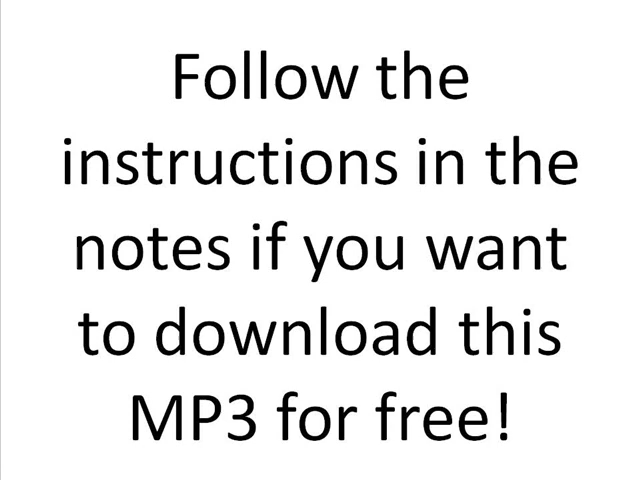 Follow the
instructions in the
notes if you want
to download this
MP3 for free!